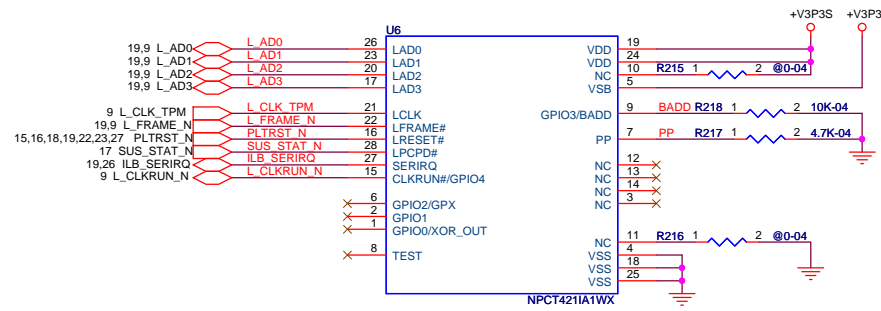 +V3P3S +V3P3
U6
19,9 L_AD0 L_AD0 26 LAD0 VDD 19
19,9 L_AD1 L_AD1 23 LAD1 VDD 24
19,9 L_AD2 L_AD2 20 LAD2 NC 10 R215 1 2 @0-04
19,9 L_AD3 L_AD3 17 LAD3 VSB 5
9 L_CLK_TPM L_CLK_TPM 21 LCLK GPIO3/BADD 9 BADD R218 1 2 10K-04
19,9 L_FRAME_N L_FRAME_N 22 LFRAME#
15,16,18,19,22,23,27 PLTRST_N PLTRST_N 16 LRESET# PP 7 PP R217 1 2 4.7K-04
17 SUS_STAT_N SUS_STAT_N 28 LPCPD#
19,26 ILB_SERIRQ ILB_SERIRQ 27 SERIRQ NC 12
9 L_CLKRUN_N L_CLKRUN_N 15 CLKRUN#/GPIO4 NC 13
NC 14
6 GPIO2/GPX NC 3
2 GPIO1
1 GPIO0/XOR_OUT
NC 11 R216 1 2 @0-04
8 TEST VSS 4
VSS 18
VSS 25
NPCT421IA1WX